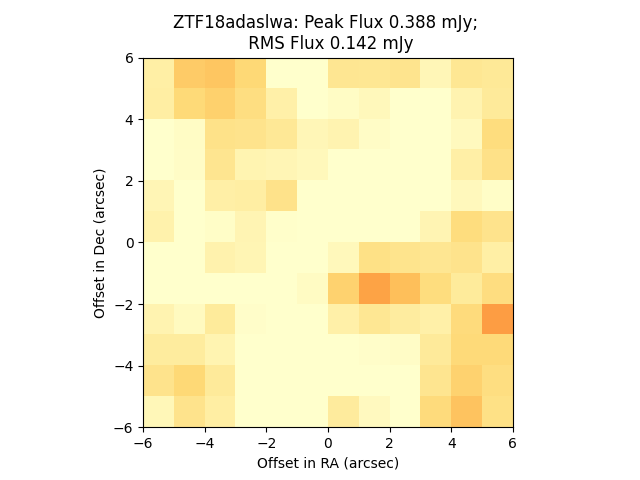 ZTF18adaslwa: Peak Flux 0.388 mJy;
RMS Flux 0.142 mJy
6
4
2
0
−2
−4
−6
Offset in Dec (arcsec)
−6 −4 −2 0 2 4 6
Offset in RA (arcsec)